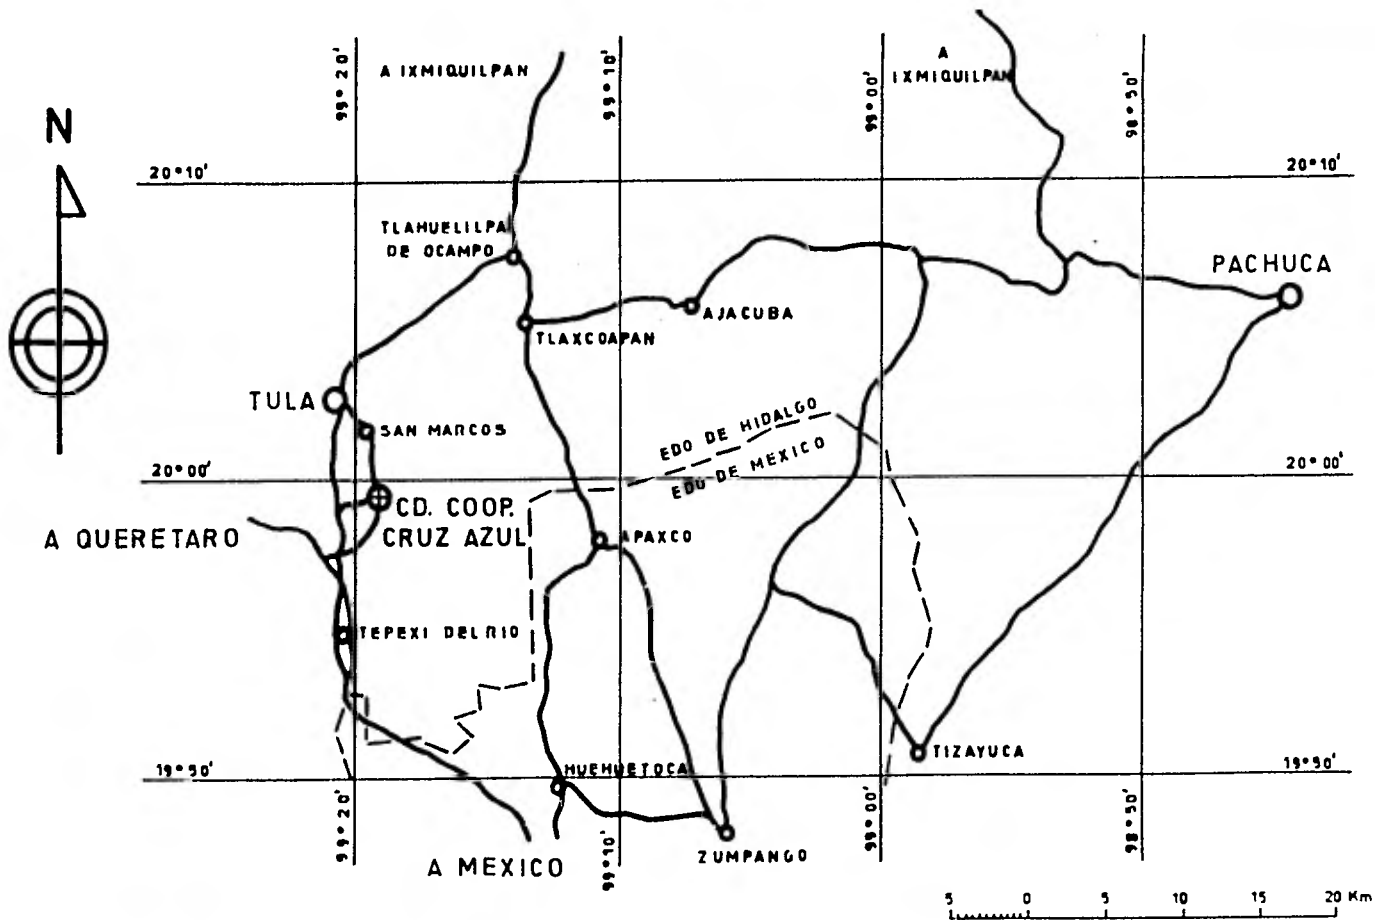 99°20'
A IXMIQUILPAN
99°10'
99°00'
A
IXMIQUILPAN
98°50'
N
20°10'
20°10'
TLAHUELILPA
DE OCAMPO
PACHUCA
AJACUBA
TLAXCOAPAN
TULA
SAN MARCOS
EDO DE HIDALGO
EDO DE MEXICO
20°00'
20°00'
CD. COOP.
CRUZ AZUL
A QUERETARO
APAXCO
TEPEXI DEL RIO
TIZAYUCA
19°50'
HUEHUETOCA
19°50'
99°20'
99°10'
99°00'
98°50'
ZUMPANGO
A MEXICO
5 0 5 10 15 20 Km